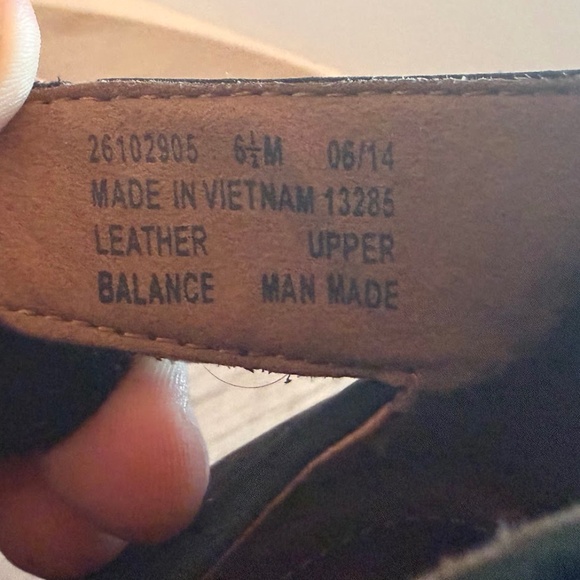 26102905 6½M 06/14
MADE IN VIETNAM 13285
LEATHER UPPER
BALANCE MAN MADE